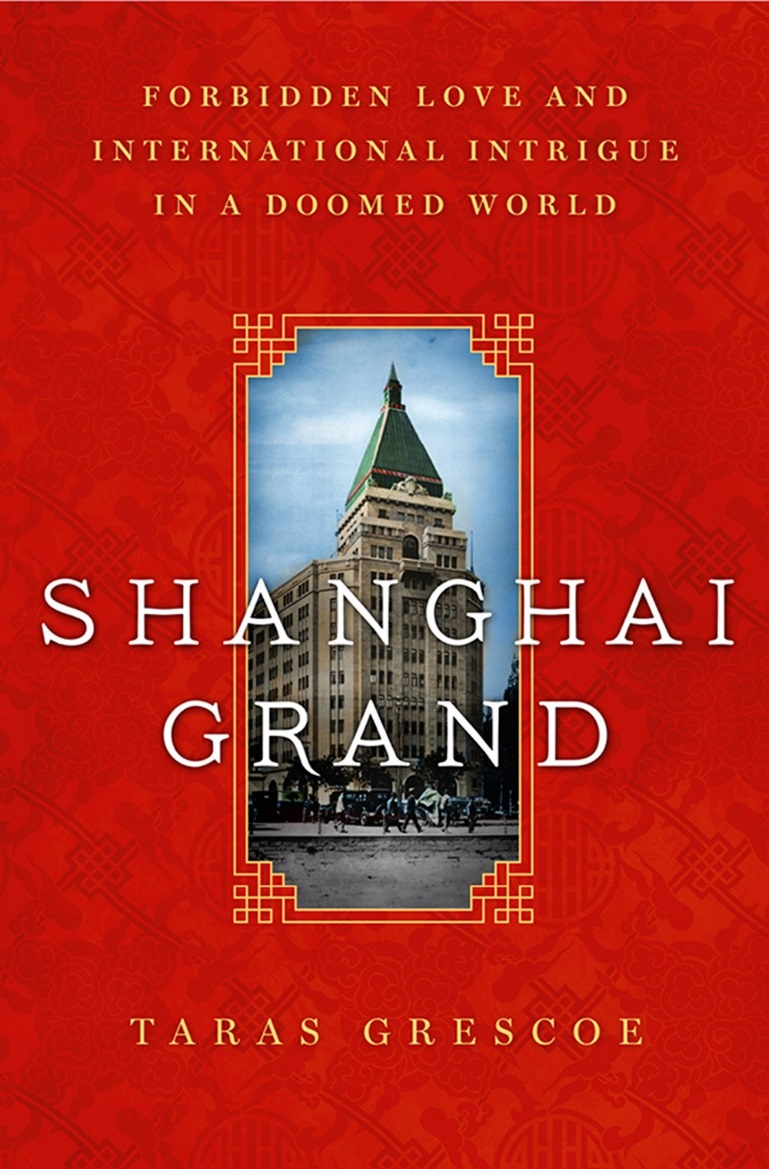 FORBIDDEN LOVE AND
INTERNATIONAL INTRIGUE
IN A DOOMED WORLD
SHANGHAI
GRAND
TARAS GRESCOE